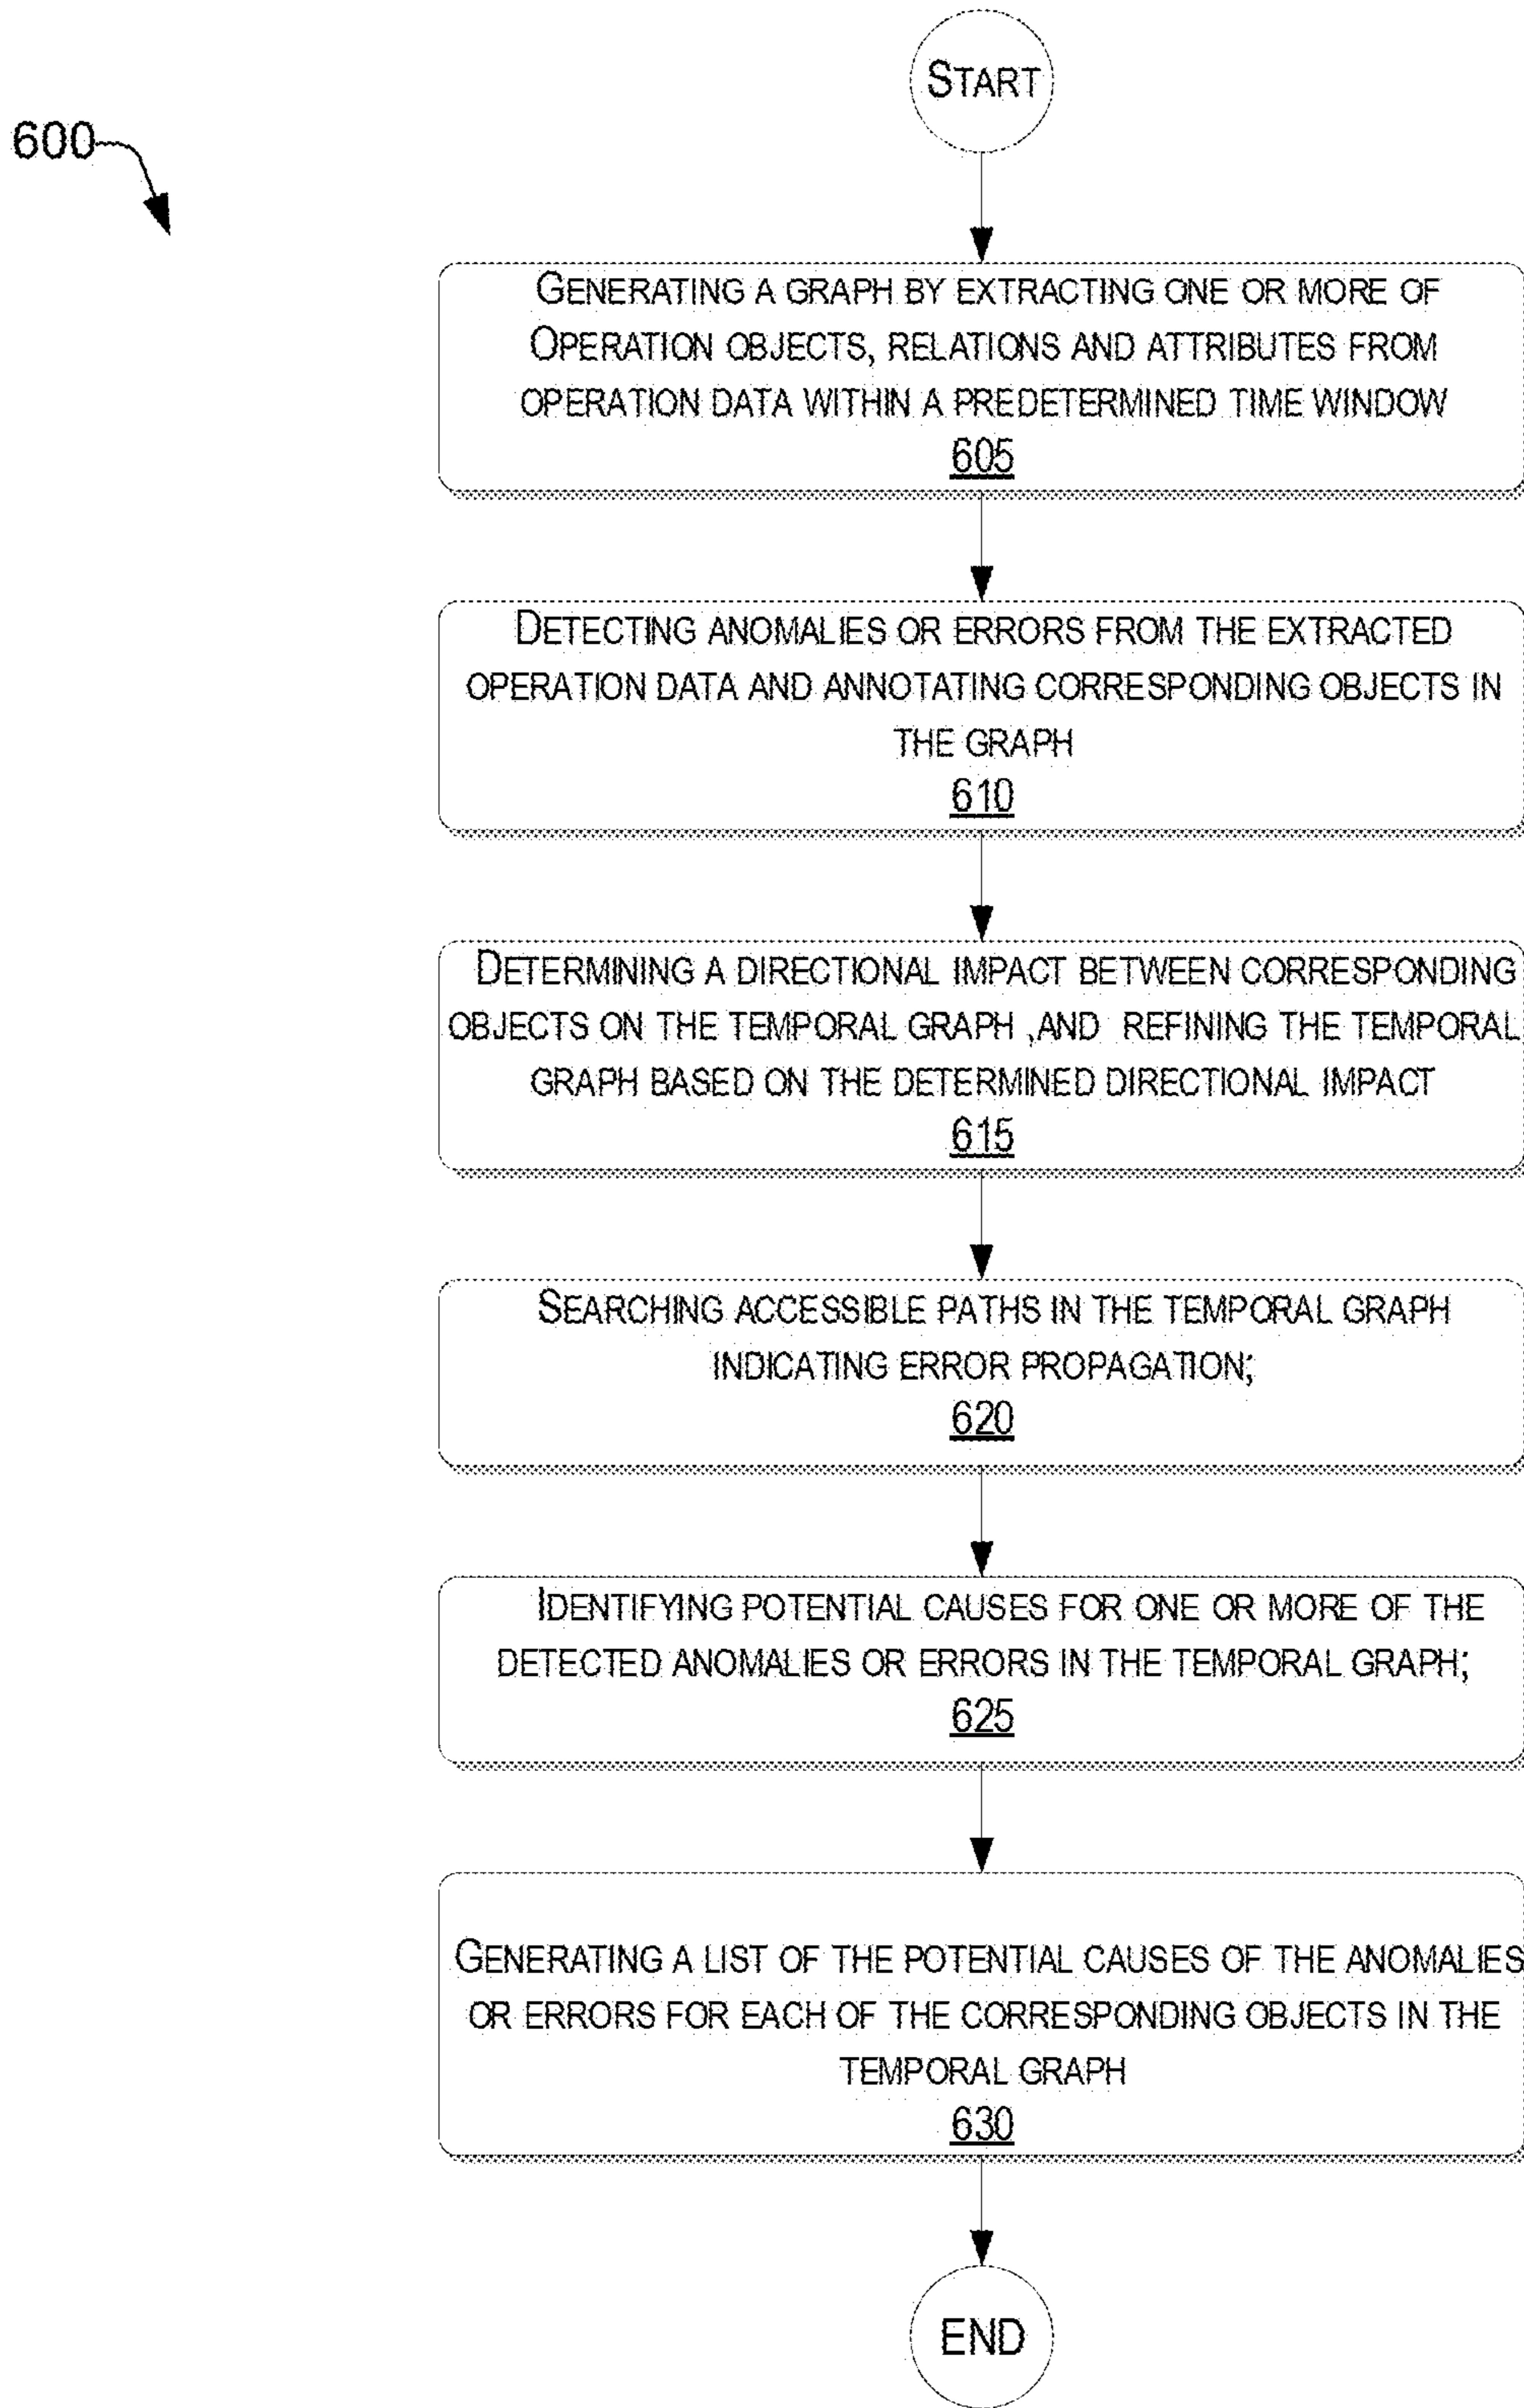 START
600
GENERATING A GRAPH BY EXTRACTING ONE OR MORE OF
OPERATION OBJECTS, RELATIONS AND ATTRIBUTES FROM
OPERATION DATA WITHIN A PREDETERMINED TIME WINDOW
605
DETECTING ANOMALIES OR ERRORS FROM THE EXTRACTED
OPERATION DATA AND ANNOTATING CORRESPONDING OBJECTS IN
THE GRAPH
610
DETERMINING A DIRECTIONAL IMPACT BETWEEN CORRESPONDING
OBJECTS ON THE TEMPORAL GRAPH ,AND REFINING THE TEMPORAL
GRAPH BASED ON THE DETERMINED DIRECTIONAL IMPACT
615
SEARCHING ACCESSIBLE PATHS IN THE TEMPORAL GRAPH
INDICATING ERROR PROPAGATION;
620
IDENTIFYING POTENTIAL CAUSES FOR ONE OR MORE OF THE
DETECTED ANOMALIES OR ERRORS IN THE TEMPORAL GRAPH;
625
GENERATING A LIST OF THE POTENTIAL CAUSES OF THE ANOMALIES
OR ERRORS FOR EACH OF THE CORRESPONDING OBJECTS IN THE
TEMPORAL GRAPH
630
END